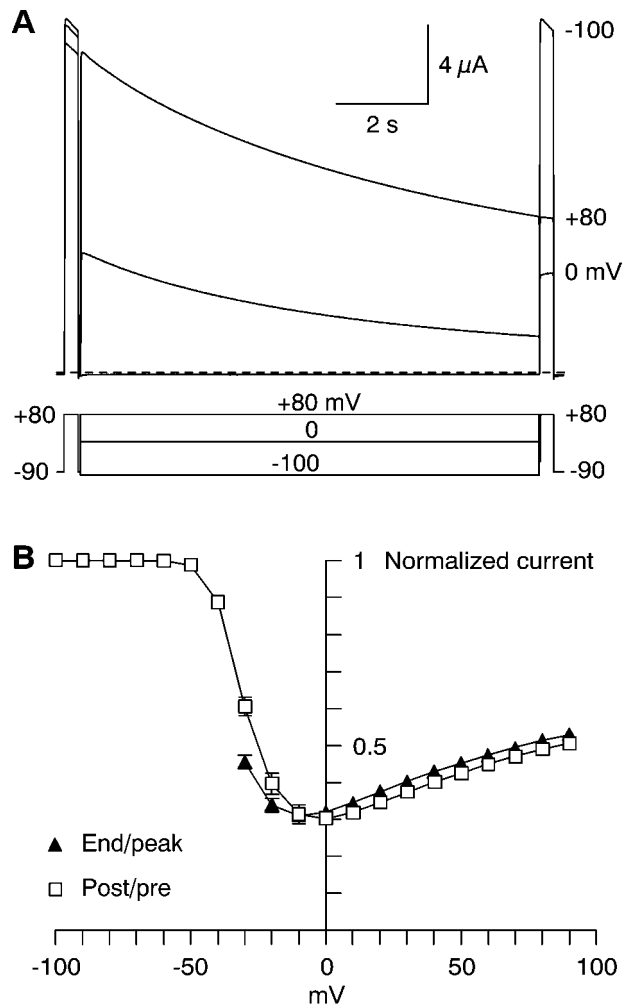 A
-100
4 µA
2 s
+80
0 mV
+80 mV
+80
0
+80
-100
-90
-90
B
1 Normalized current
0.5
End/peak
Post/pre
-100 -50 0 50 100
mV